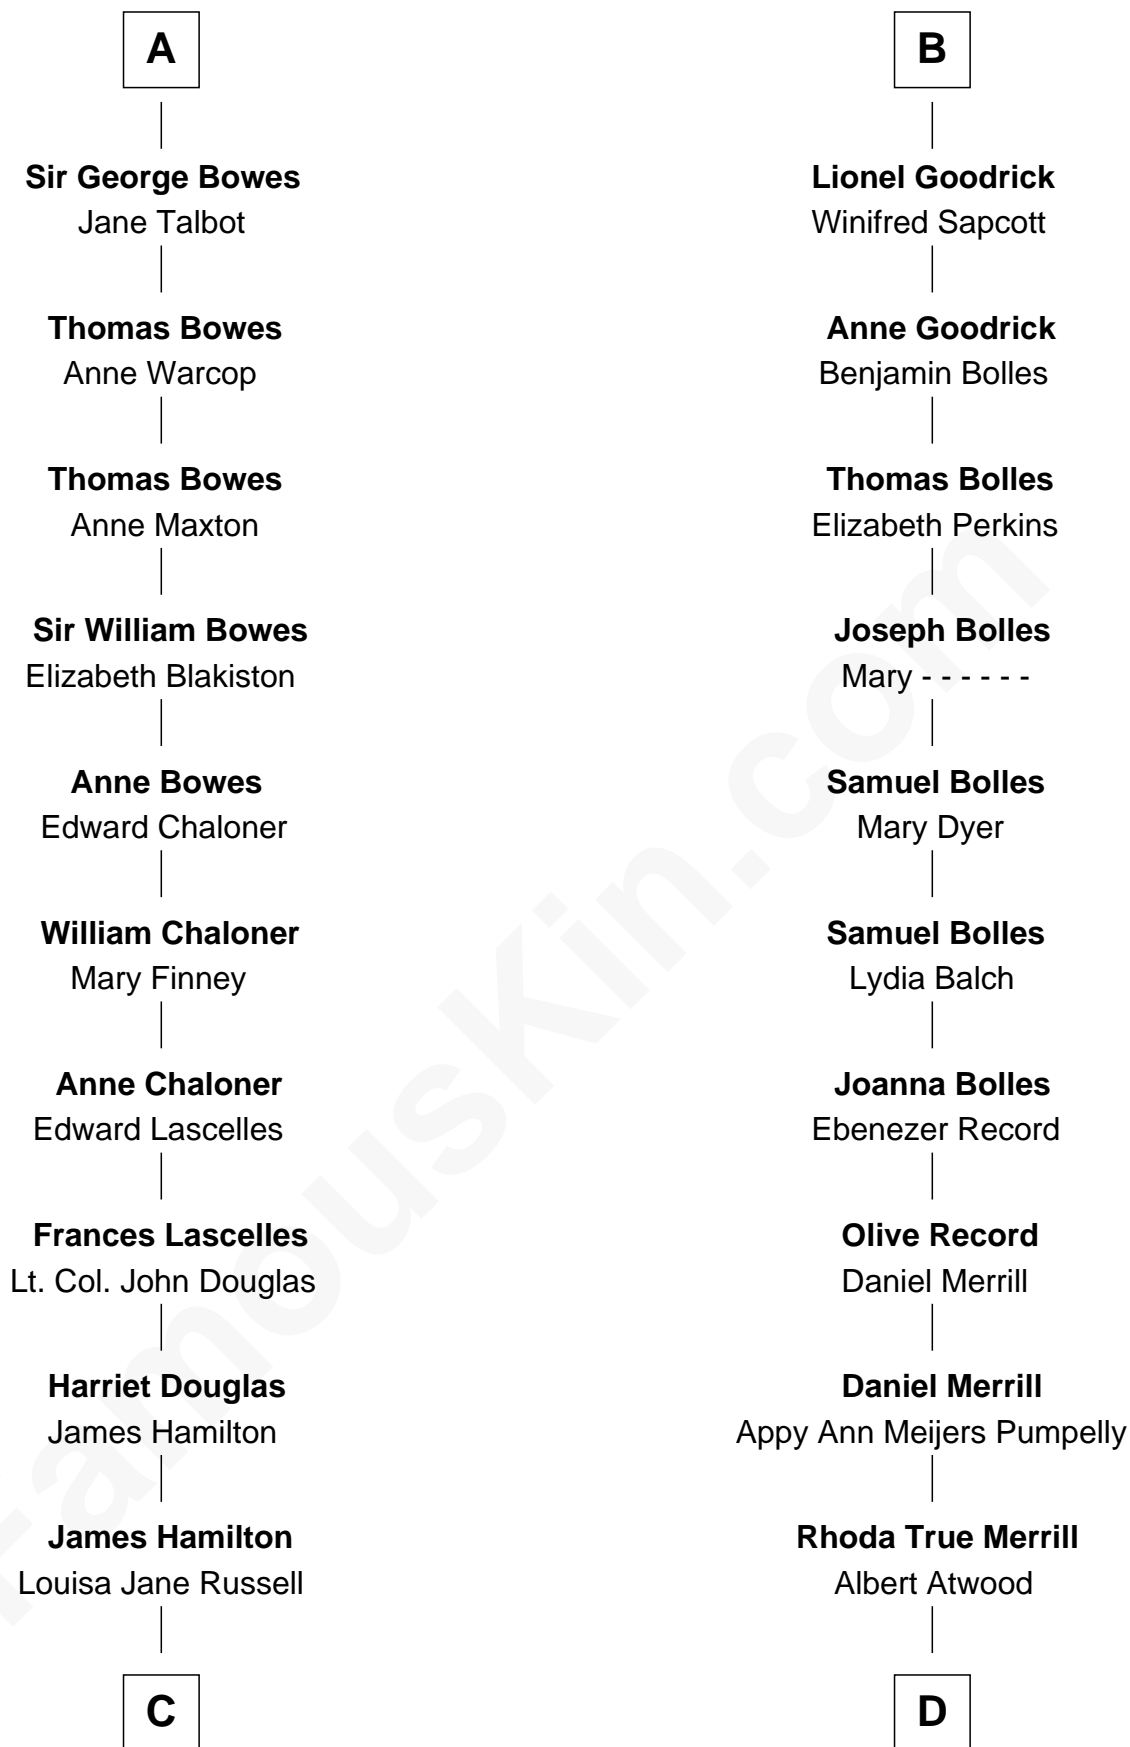 A
Sir George Bowes
Jane Talbot
Thomas Bowes
Anne Warcop
Thomas Bowes
Anne Maxton
Sir William Bowes
Elizabeth Blakiston
Anne Bowes
Edward Chaloner
William Chaloner
Mary Finney
Anne Chaloner
Edward Lascelles
Frances Lascelles
Lt. Col. John Douglas
Harriet Douglas
James Hamilton
James Hamilton
Louisa Jane Russell
C
B
Lionel Goodrick
Winifred Sapcott
Anne Goodrick
Benjamin Bolles
Thomas Bolles
Elizabeth Perkins
Joseph Bolles
Mary - - - - - -
Samuel Bolles
Mary Dyer
Samuel Bolles
Lydia Balch
Joanna Bolles
Ebenezer Record
Olive Record
Daniel Merrill
Daniel Merrill
Appy Ann Meijers Pumpelly
Rhoda True Merrill
Albert Atwood
D
FamousKin.com